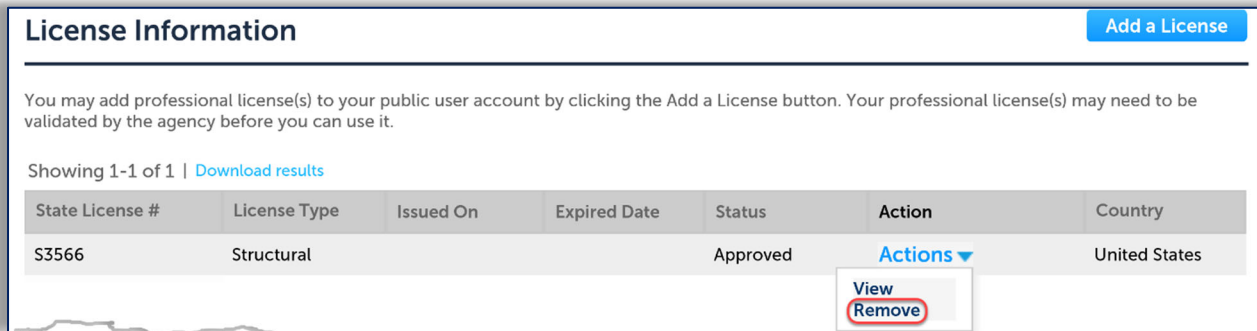 License Information
Add a License
You may add professional license(s) to your public user account by clicking the Add a License button. Your professional license(s) may need to be
validated by the agency before you can use it.
Showing 1-1 of 1 | Download results
State License # License Type Issued On Expired Date Status Action Country
S3566 Structural Approved Actions United States
View
Remove